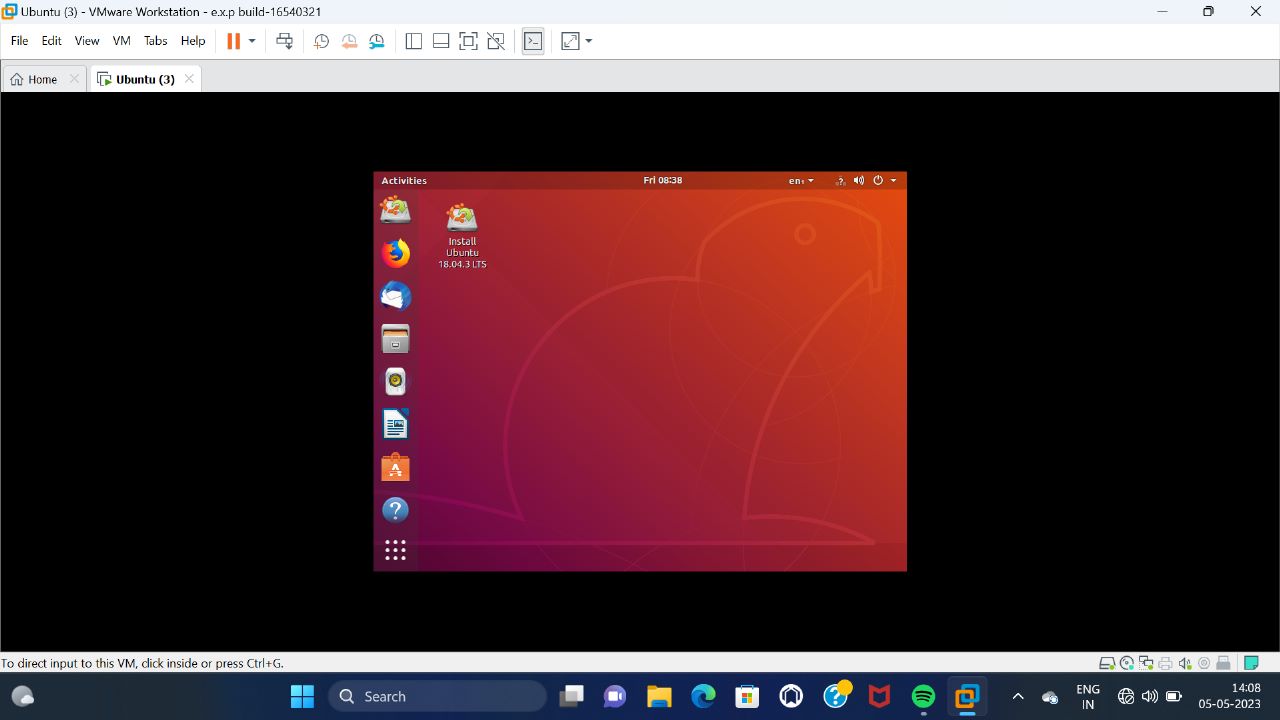 Ubuntu (3) - VMware Workstation - e.x.p build-16540321
File Edit View VM Tabs Help
Home Ubuntu (3)
Activities Fri 08:38 en₁
Install
Ubuntu
18.04.3 LTS
To direct input to this VM, click inside or press Ctrl+G.
Search
ENG
IN
14:08
05-05-2023